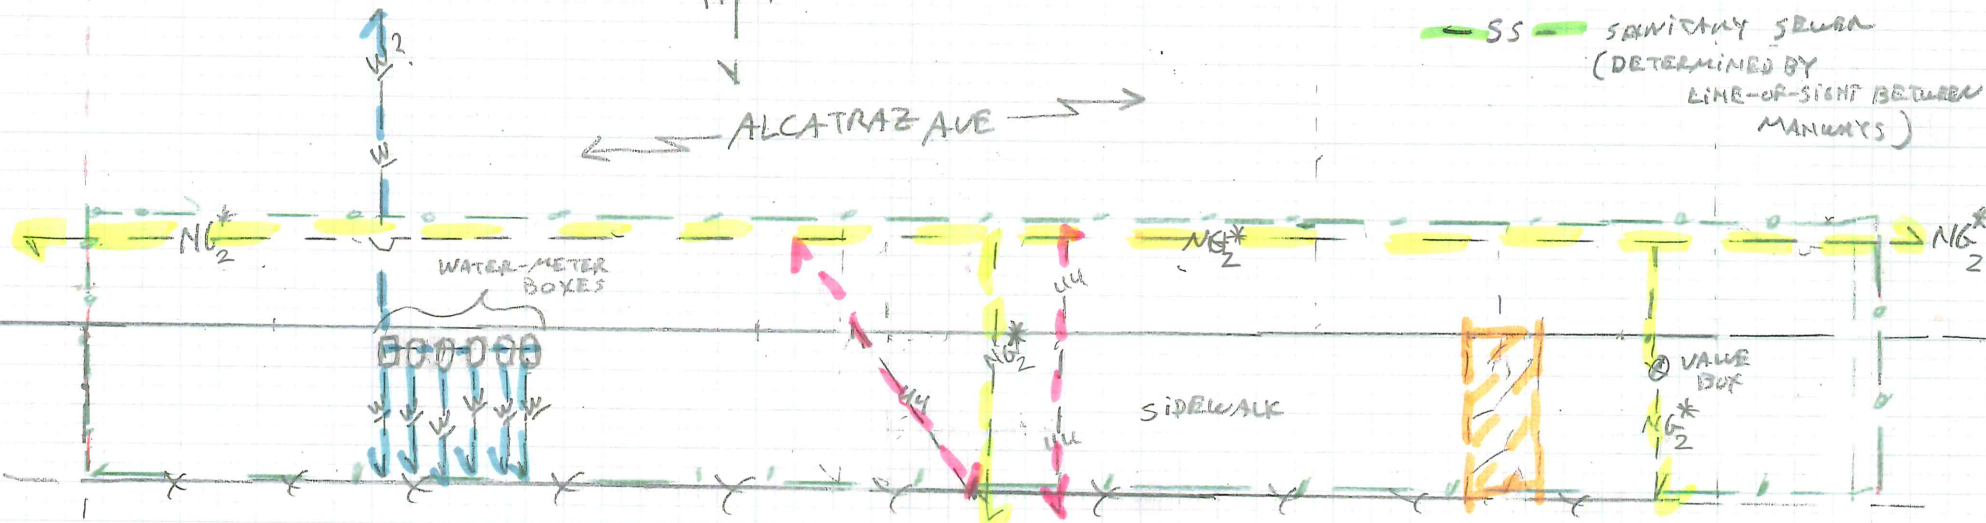 SS SANITARY SEWER
(DETERMINED BY
LINE-OF-SIGHT BETWEEN
MANWAYS)
W?
W
ALCATRAZ AVE
NG2*
NG2*
NG2*
WATER-METER
BOXES
UU
NG2*
VALVE
BOX
UU
SIDEWALK
W W W W W W
NG2*
UU